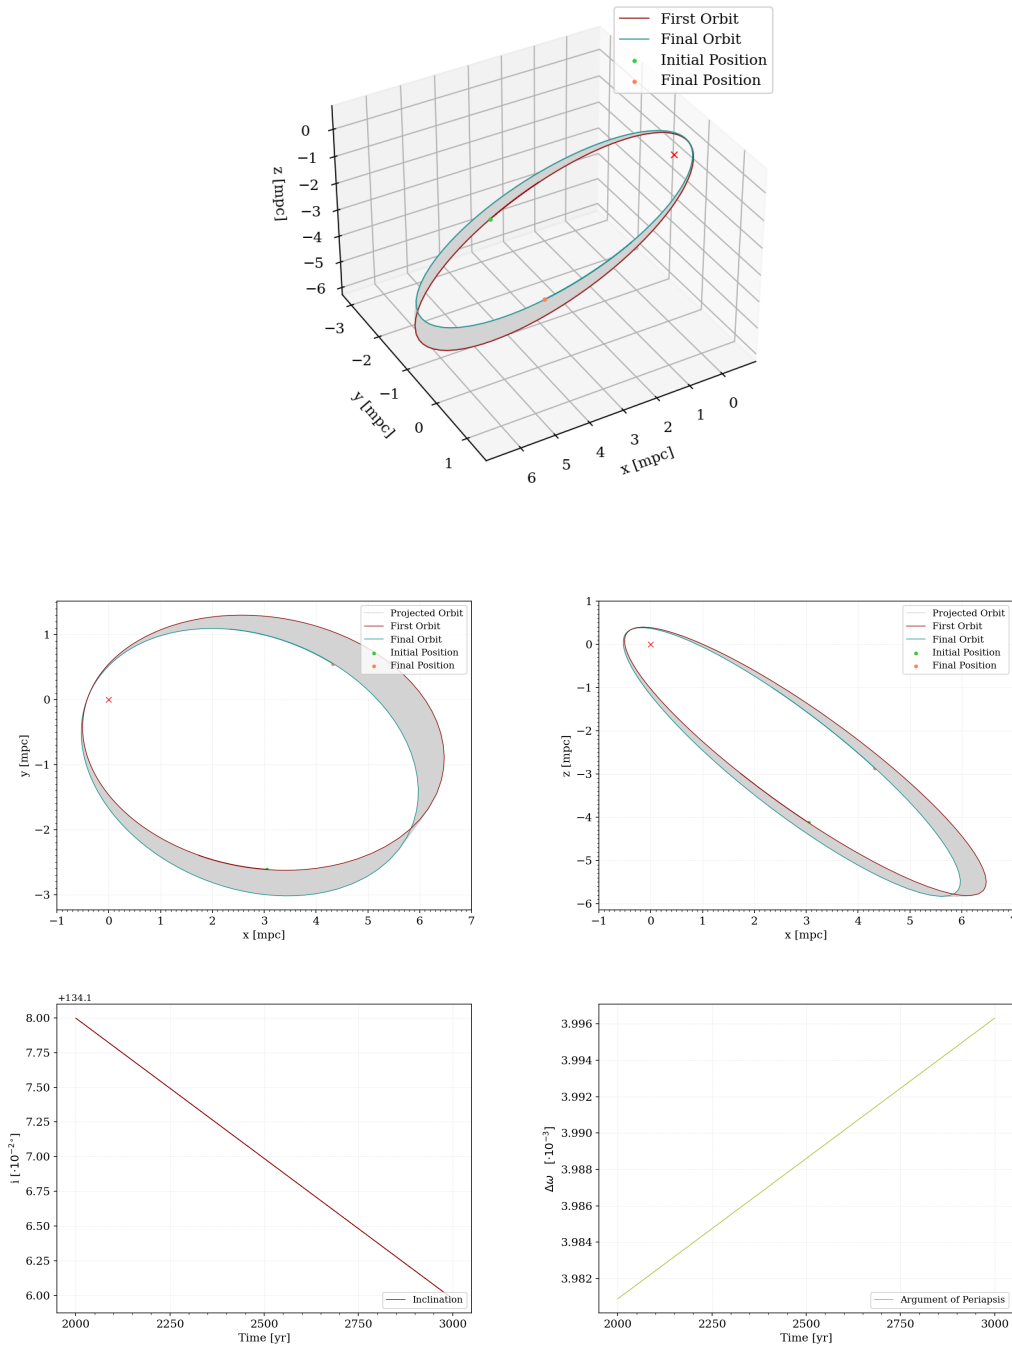 First Orbit
Final Orbit
Initial Position
Final Position
0
−1
−2
−3
−4
−5
−6
z [mpc]
−3
−2
−1
0
1
y [mpc]
6
5
4
3
2
1
0
x [mpc]
Projected Orbit
First Orbit
Final Orbit
Initial Position
Final Position
1
0
−1
−2
−3
y [mpc]
−1 0 1 2 3 4 5 6 7
x [mpc]
Projected Orbit
First Orbit
Final Orbit
Initial Position
Final Position
1
0
−1
−2
−3
−4
−5
−6
z [mpc]
−1 0 1 2 3 4 5 6
x [mpc]
+134.1
8.00
7.75
7.50
7.25
7.00
6.75
6.50
6.25
6.00
i [·10⁻²°]
Inclination
2000 2250 2500 2750 3000
Time [yr]
3.996
3.994
3.992
3.990
3.988
3.986
3.984
3.982
Δω [·10⁻³]
Argument of Periapsis
2000 2250 2500 2750 3000
Time [yr]